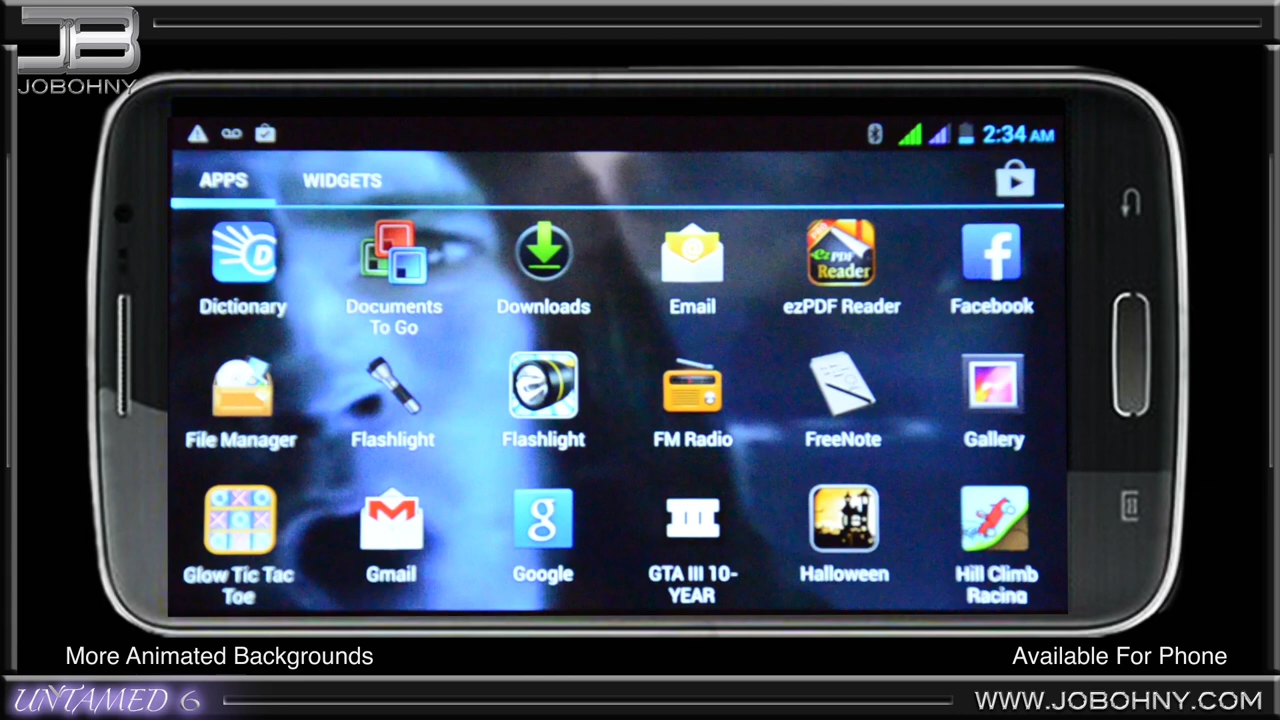 JB
JOBOHNY
2:34 AM
APPS
WIDGETS
Dictionary
Documents
To Go
Downloads
Email
ezPDF Reader
Facebook
File Manager
Flashlight
Flashlight
FM Radio
FreeNote
Gallery
Glow Tic Tac
Toe
Gmail
Google
GTA III 10-
YEAR
Halloween
Hill Climb
Racing
More Animated Backgrounds
Available For Phone
UNTAMED 6
WWW.JOBOHNY.COM